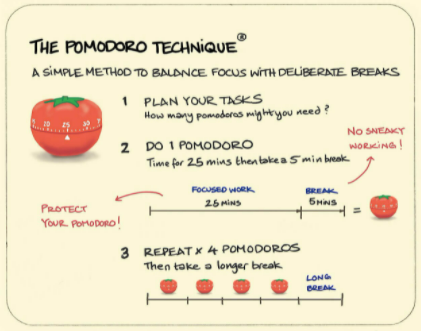 THE POMODORO TECHNIQUE®
A SIMPLE METHOD TO BALANCE FOCUS WITH DELIBERATE BREAKS
1 PLAN YOUR TASKS
How many pomodoros might you need?
2 DO 1 POMODORO
Time for 25 mins then take a 5 min break
NO SNEAKY
WORKING!
FOCUSED WORK
25 MINS
BREAK
5 MINS
=
PROTECT
YOUR POMODORO!
3 REPEAT x 4 POMODOROS
Then take a longer break
LONG
BREAK